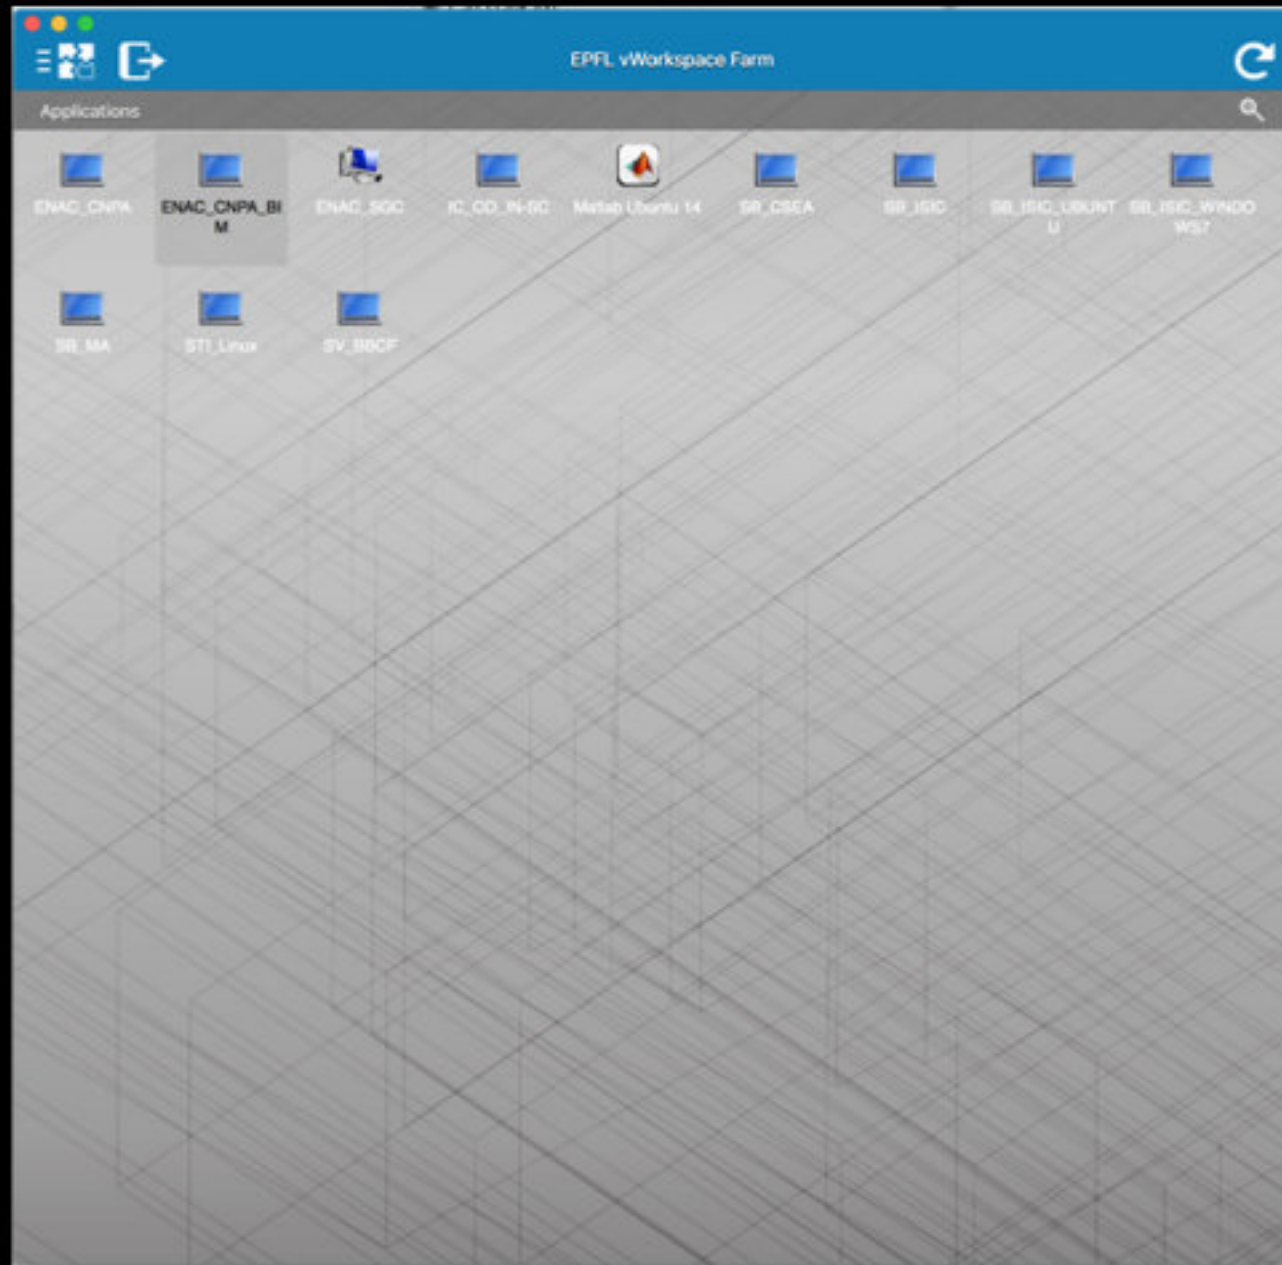 EPFL vWorkspace Farm
Applications
ENAC_CNPA
ENAC_CNPA_BI
M
ENAC_SGC
IC_CO_IN-SC
Matlab Ubuntu 14
SB_CSEA
SB_ISIC
SB_ISIC_UBUNT
U
SB_ISIC_WINDO
WS7
SB_MA
STI_Linux
SV_BBCF